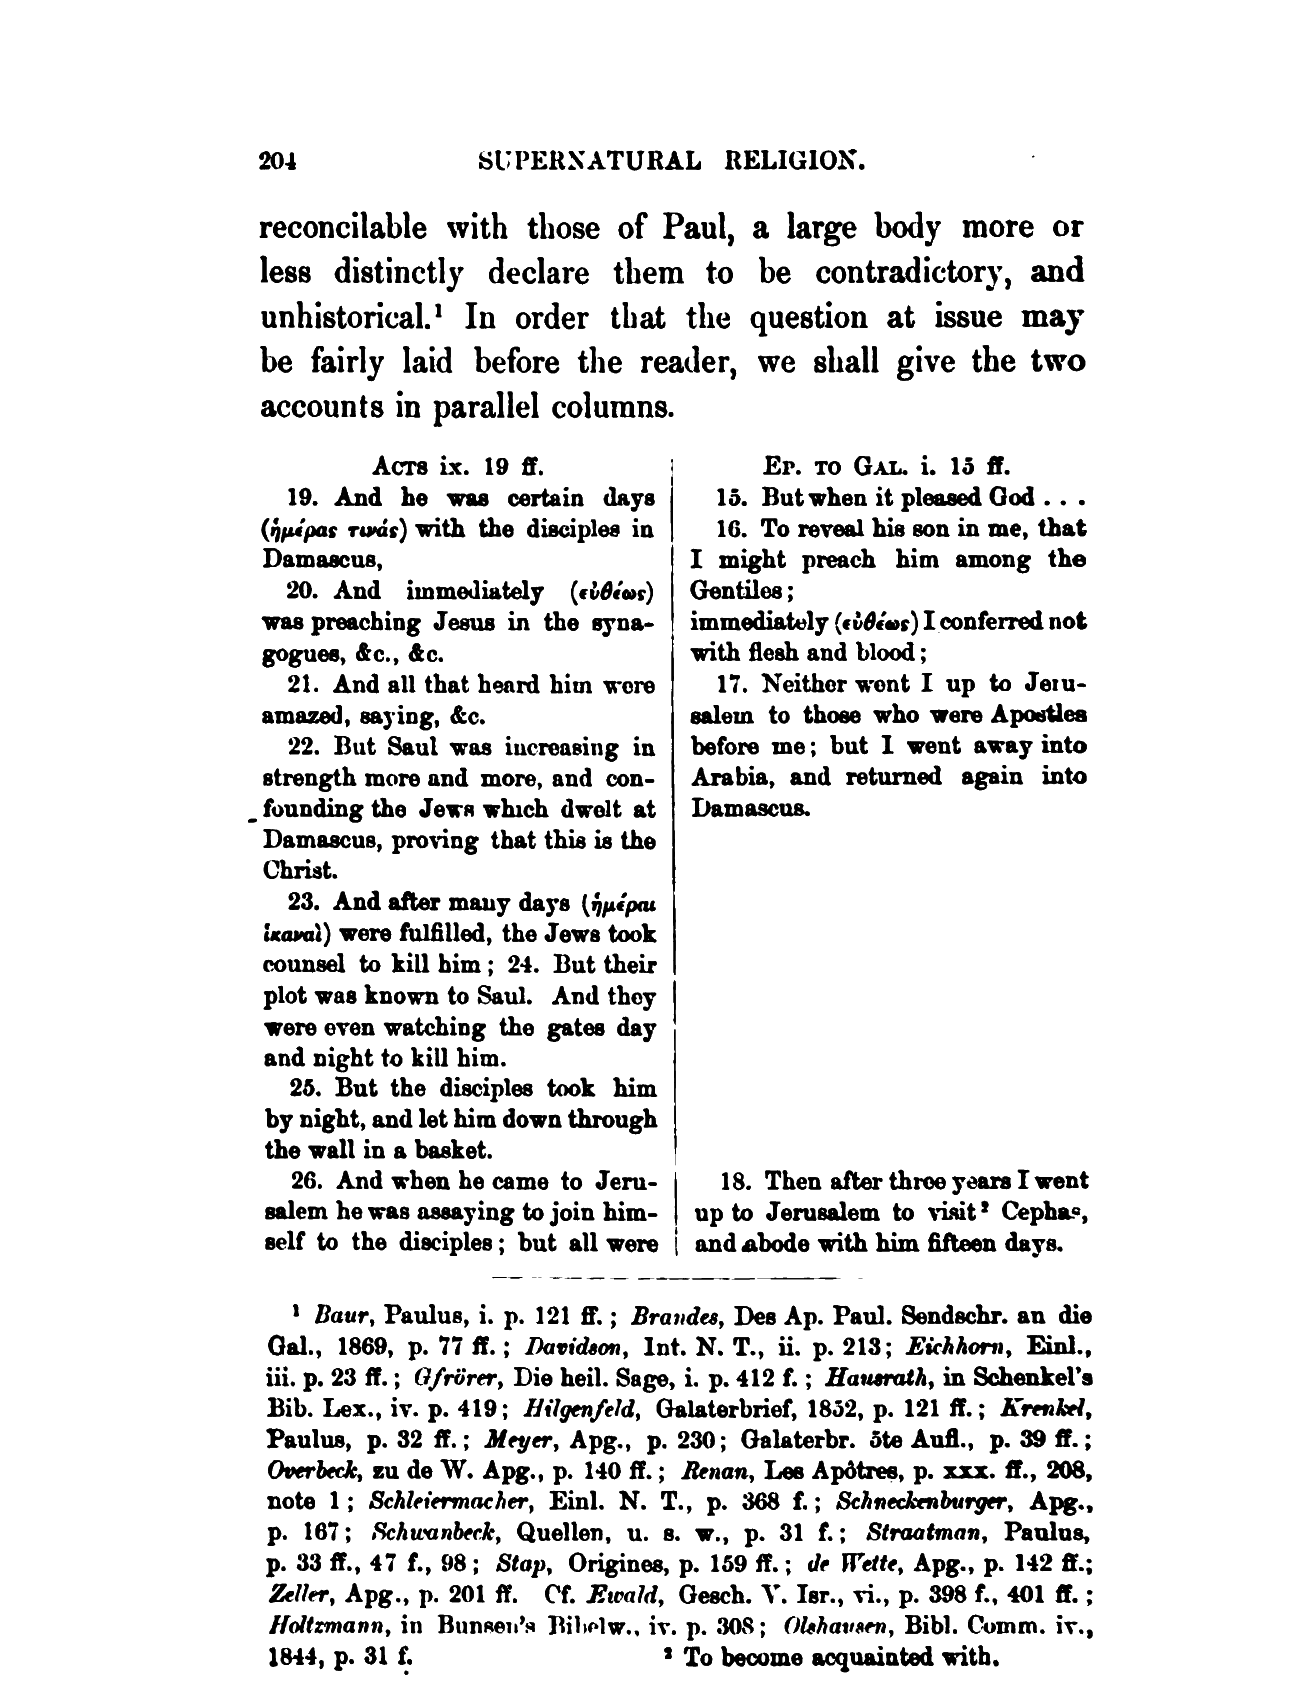 204 SUPERNATURAL RELIGION.
reconcilable with those of Paul, a large body more or
less distinctly declare them to be contradictory, and
unhistorical.¹ In order that the question at issue may
be fairly laid before the reader, we shall give the two
accounts in parallel columns.
ACTS ix. 19 ff.
19. And he was certain days
(ἡμέρας τινάς) with the disciples in
Damascus,
20. And immediately (εὐθέως)
was preaching Jesus in the syna-
gogues, &c., &c.
21. And all that heard him were
amazed, saying, &c.
22. But Saul was increasing in
strength more and more, and con-
founding the Jews which dwelt at
Damascus, proving that this is the
Christ.
23. And after many days (ἡμέραι
ἱκαναὶ) were fulfilled, the Jews took
counsel to kill him; 24. But their
plot was known to Saul. And they
were even watching the gates day
and night to kill him.
25. But the disciples took him
by night, and let him down through
the wall in a basket.
26. And when he came to Jeru-
salem he was assaying to join him-
self to the disciples; but all were
EP. TO GAL. i. 15 ff.
15. But when it pleased God . . .
16. To reveal his son in me, that
I might preach him among the
Gentiles;
immediately (εὐθέως) I conferred not
with flesh and blood;
17. Neither went I up to Jeru-
salem to those who were Apostles
before me; but I went away into
Arabia, and returned again into
Damascus.
18. Then after three years I went
up to Jerusalem to visit² Cephas,
and abode with him fifteen days.
¹ Baur, Paulus, i. p. 121 ff.; Brandes, Des Ap. Paul. Sendschr. an die
Gal., 1869, p. 77 ff.; Davidson, Int. N. T., ii. p. 213; Eichhorn, Einl.,
iii. p. 23 ff.; Gfrörer, Die heil. Sage, i. p. 412 f.; Hausrath, in Schenkel's
Bib. Lex., iv. p. 419; Hilgenfeld, Galaterbrief, 1852, p. 121 ff.; Krenkel,
Paulus, p. 32 ff.; Meyer, Apg., p. 230; Galaterbr. 5te Aufl., p. 39 ff.;
Overbeck, zu de W. Apg., p. 140 ff.; Renan, Les Apôtres, p. xxx. ff., 208,
note 1; Schleiermacher, Einl. N. T., p. 368 f.; Schneckenburger, Apg.,
p. 167; Schwanbeck, Quellen, u. s. w., p. 31 f.; Straatman, Paulus,
p. 33 ff., 47 f., 98; Stap, Origines, p. 159 ff.; de Wette, Apg., p. 142 ff.;
Zeller, Apg., p. 201 ff. Cf. Ewald, Gesch. V. Isr., vi., p. 398 f., 401 ff.;
Holtzmann, in Bunsen's Bibelw., iv. p. 308; Olshausen, Bibl. Comm. iv.,
1844, p. 31 f. ² To become acquainted with.